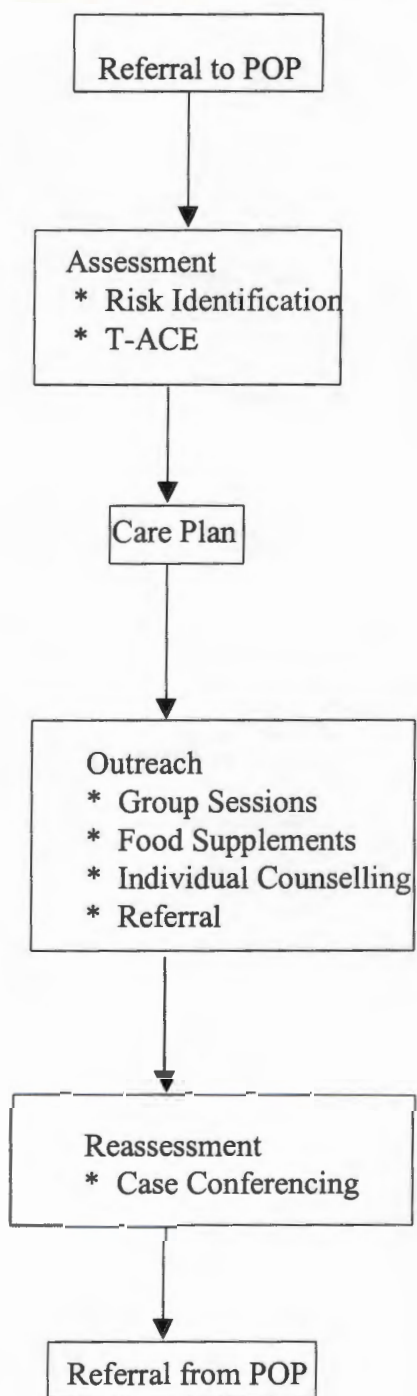 Referral to POP
Assessment
* Risk Identification
* T-ACE
Care Plan
Outreach
* Group Sessions
* Food Supplements
* Individual Counselling
* Referral
Reassessment
* Case Conferencing
Referral from POP